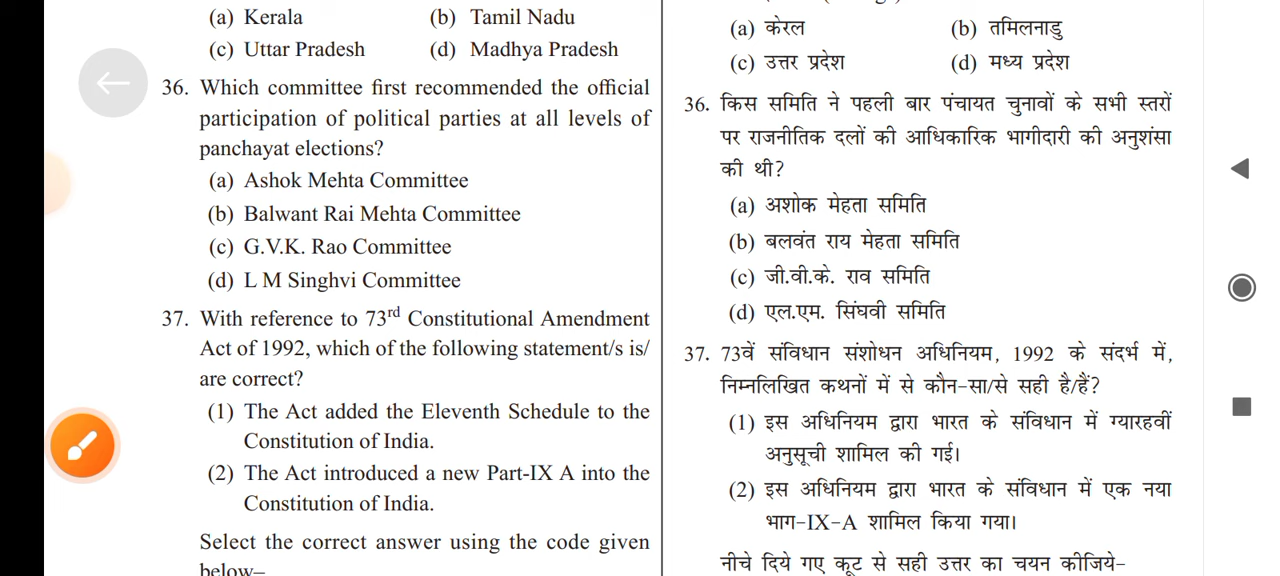 (a) Kerala (b) Tamil Nadu
(c) Uttar Pradesh (d) Madhya Pradesh
36. Which committee first recommended the official
participation of political parties at all levels of
panchayat elections?
(a) Ashok Mehta Committee
(b) Balwant Rai Mehta Committee
(c) G.V.K. Rao Committee
(d) L M Singhvi Committee
37. With reference to 73rd Constitutional Amendment
Act of 1992, which of the following statement/s is/
are correct?
(1) The Act added the Eleventh Schedule to the
Constitution of India.
(2) The Act introduced a new Part-IX A into the
Constitution of India.
Select the correct answer using the code given
below–
(a) केरल (b) तमिलनाडु
(c) उत्तर प्रदेश (d) मध्य प्रदेश
36. किस समिति ने पहली बार पंचायत चुनावों के सभी स्तरों
पर राजनीतिक दलों की आधिकारिक भागीदारी की अनुशंसा
की थी?
(a) अशोक मेहता समिति
(b) बलवंत राय मेहता समिति
(c) जी.वी.के. राव समिति
(d) एल.एम. सिंघवी समिति
37. 73वें संविधान संशोधन अधिनियम, 1992 के संदर्भ में,
निम्नलिखित कथनों में से कौन-सा/से सही है/हैं?
(1) इस अधिनियम द्वारा भारत के संविधान में ग्यारहवीं
अनुसूची शामिल की गई।
(2) इस अधिनियम द्वारा भारत के संविधान में एक नया
भाग-IX-A शामिल किया गया।
नीचे दिये गए कूट से सही उत्तर का चयन कीजिये-